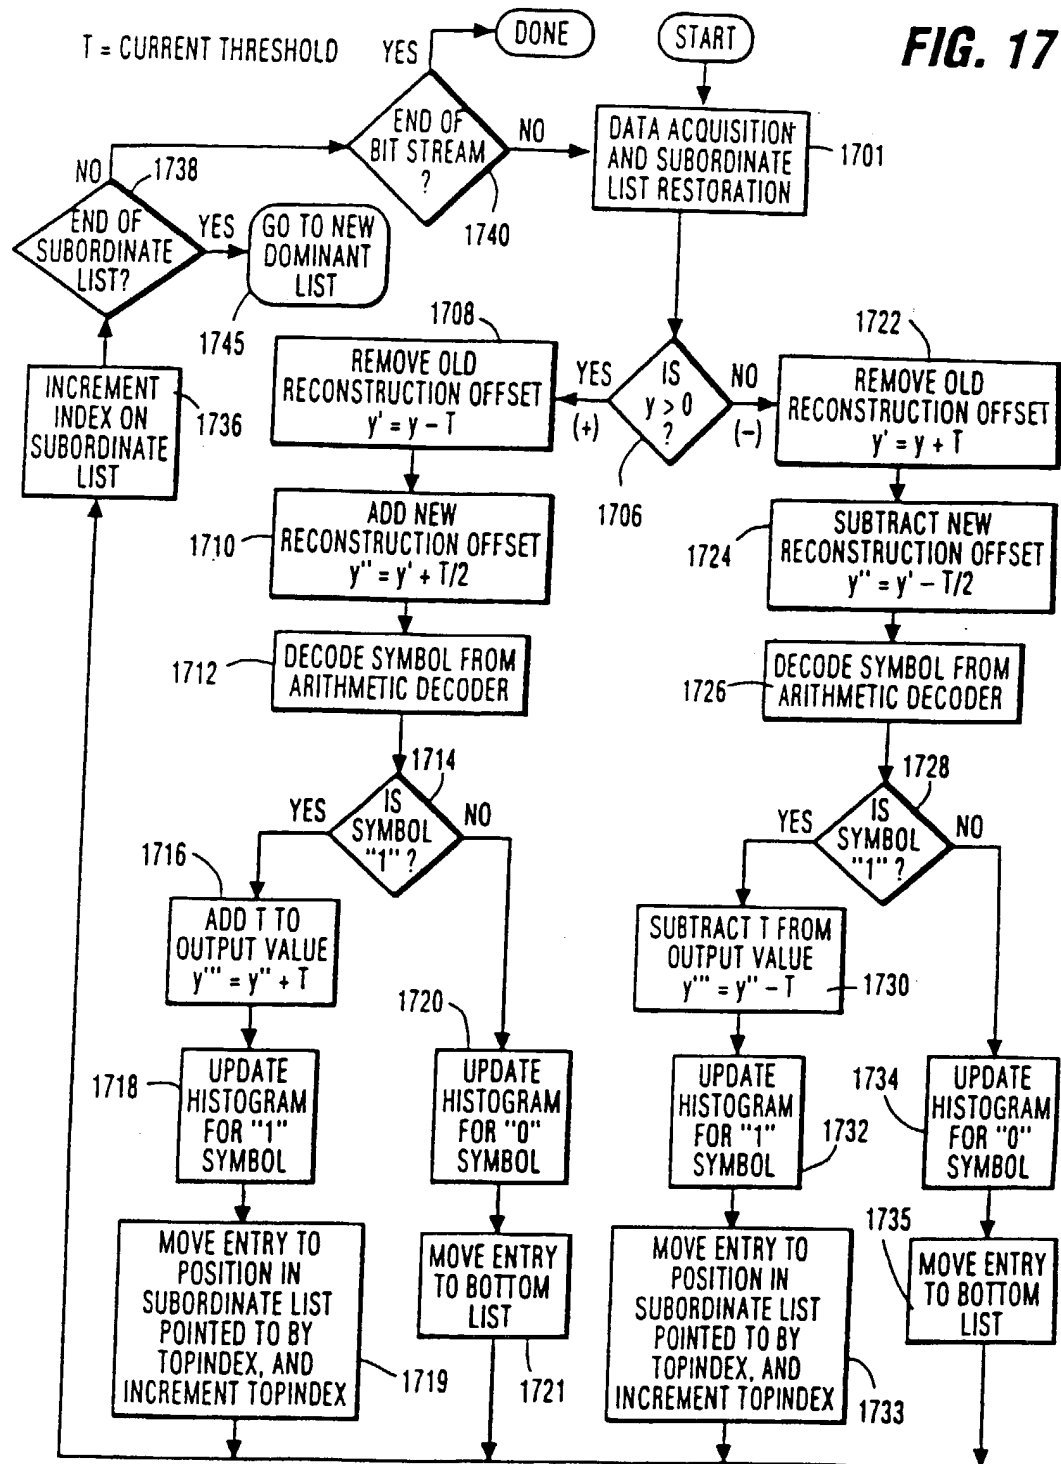 T = CURRENT THRESHOLD
YES
DONE
START
FIG. 17
END OF
BIT STREAM
?
NO
1740
DATA ACQUISITION
AND SUBORDINATE
LIST RESTORATION
1701
NO
1738
END OF
SUBORDINATE
LIST?
YES
GO TO NEW
DOMINANT
LIST
1745
INCREMENT
INDEX ON
SUBORDINATE
LIST
1736
1708
REMOVE OLD
RECONSTRUCTION OFFSET
y' = y – T
YES
(+)
IS
y > 0
?
1706
NO
(–)
1722
REMOVE OLD
RECONSTRUCTION OFFSET
y' = y + T
1710
ADD NEW
RECONSTRUCTION OFFSET
y" = y' + T/2
1724
SUBTRACT NEW
RECONSTRUCTION OFFSET
y" = y' – T/2
1712
DECODE SYMBOL FROM
ARITHMETIC DECODER
1726
DECODE SYMBOL FROM
ARITHMETIC DECODER
1714
YES
IS
SYMBOL
"1" ?
NO
1728
YES
IS
SYMBOL
"1" ?
NO
1716
ADD T TO
OUTPUT VALUE
y''' = y" + T
SUBTRACT T FROM
OUTPUT VALUE
y''' = y" – T
1730
1718
UPDATE
HISTOGRAM
FOR "1"
SYMBOL
1720
UPDATE
HISTOGRAM
FOR "0"
SYMBOL
UPDATE
HISTOGRAM
FOR "1"
SYMBOL
1732
1734
UPDATE
HISTOGRAM
FOR "0"
SYMBOL
MOVE ENTRY TO
POSITION IN
SUBORDINATE LIST
POINTED TO BY
TOPINDEX, AND
INCREMENT TOPINDEX
1719
MOVE ENTRY
TO BOTTOM
LIST
1721
MOVE ENTRY TO
POSITION IN
SUBORDINATE LIST
POINTED TO BY
TOPINDEX, AND
INCREMENT TOPINDEX
1733
1735
MOVE ENTRY
TO BOTTOM
LIST